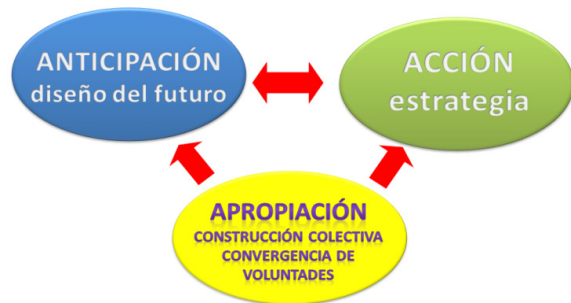 ANTICIPACIÓN
diseño del futuro
ACCIÓN
estrategia
APROPIACIÓN
CONSTRUCCIÓN COLECTIVA
CONVERGENCIA DE
VOLUNTADES